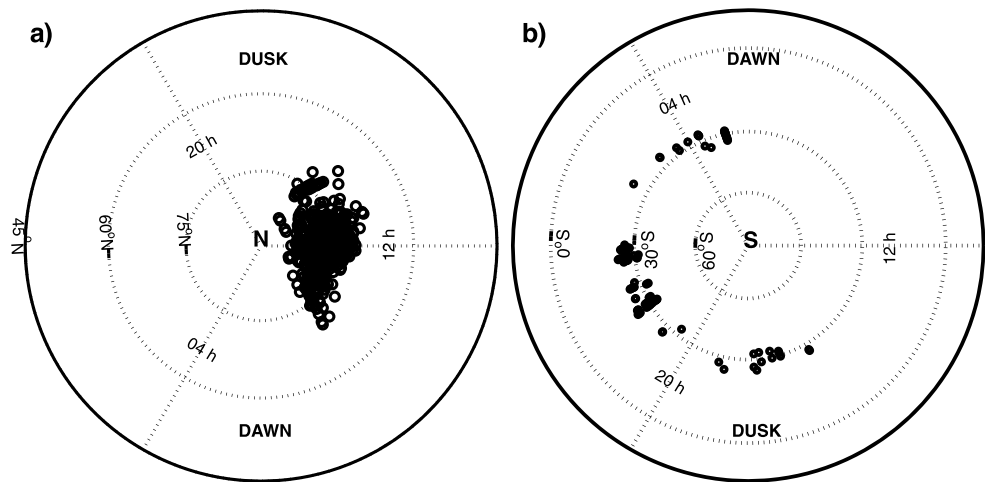 a)
DUSK
20 h
45° N
60°N
75°N
N
12 h
04 h
DAWN
b)
DAWN
04 h
0°S
30°S
60°S
S
12 h
20 h
DUSK